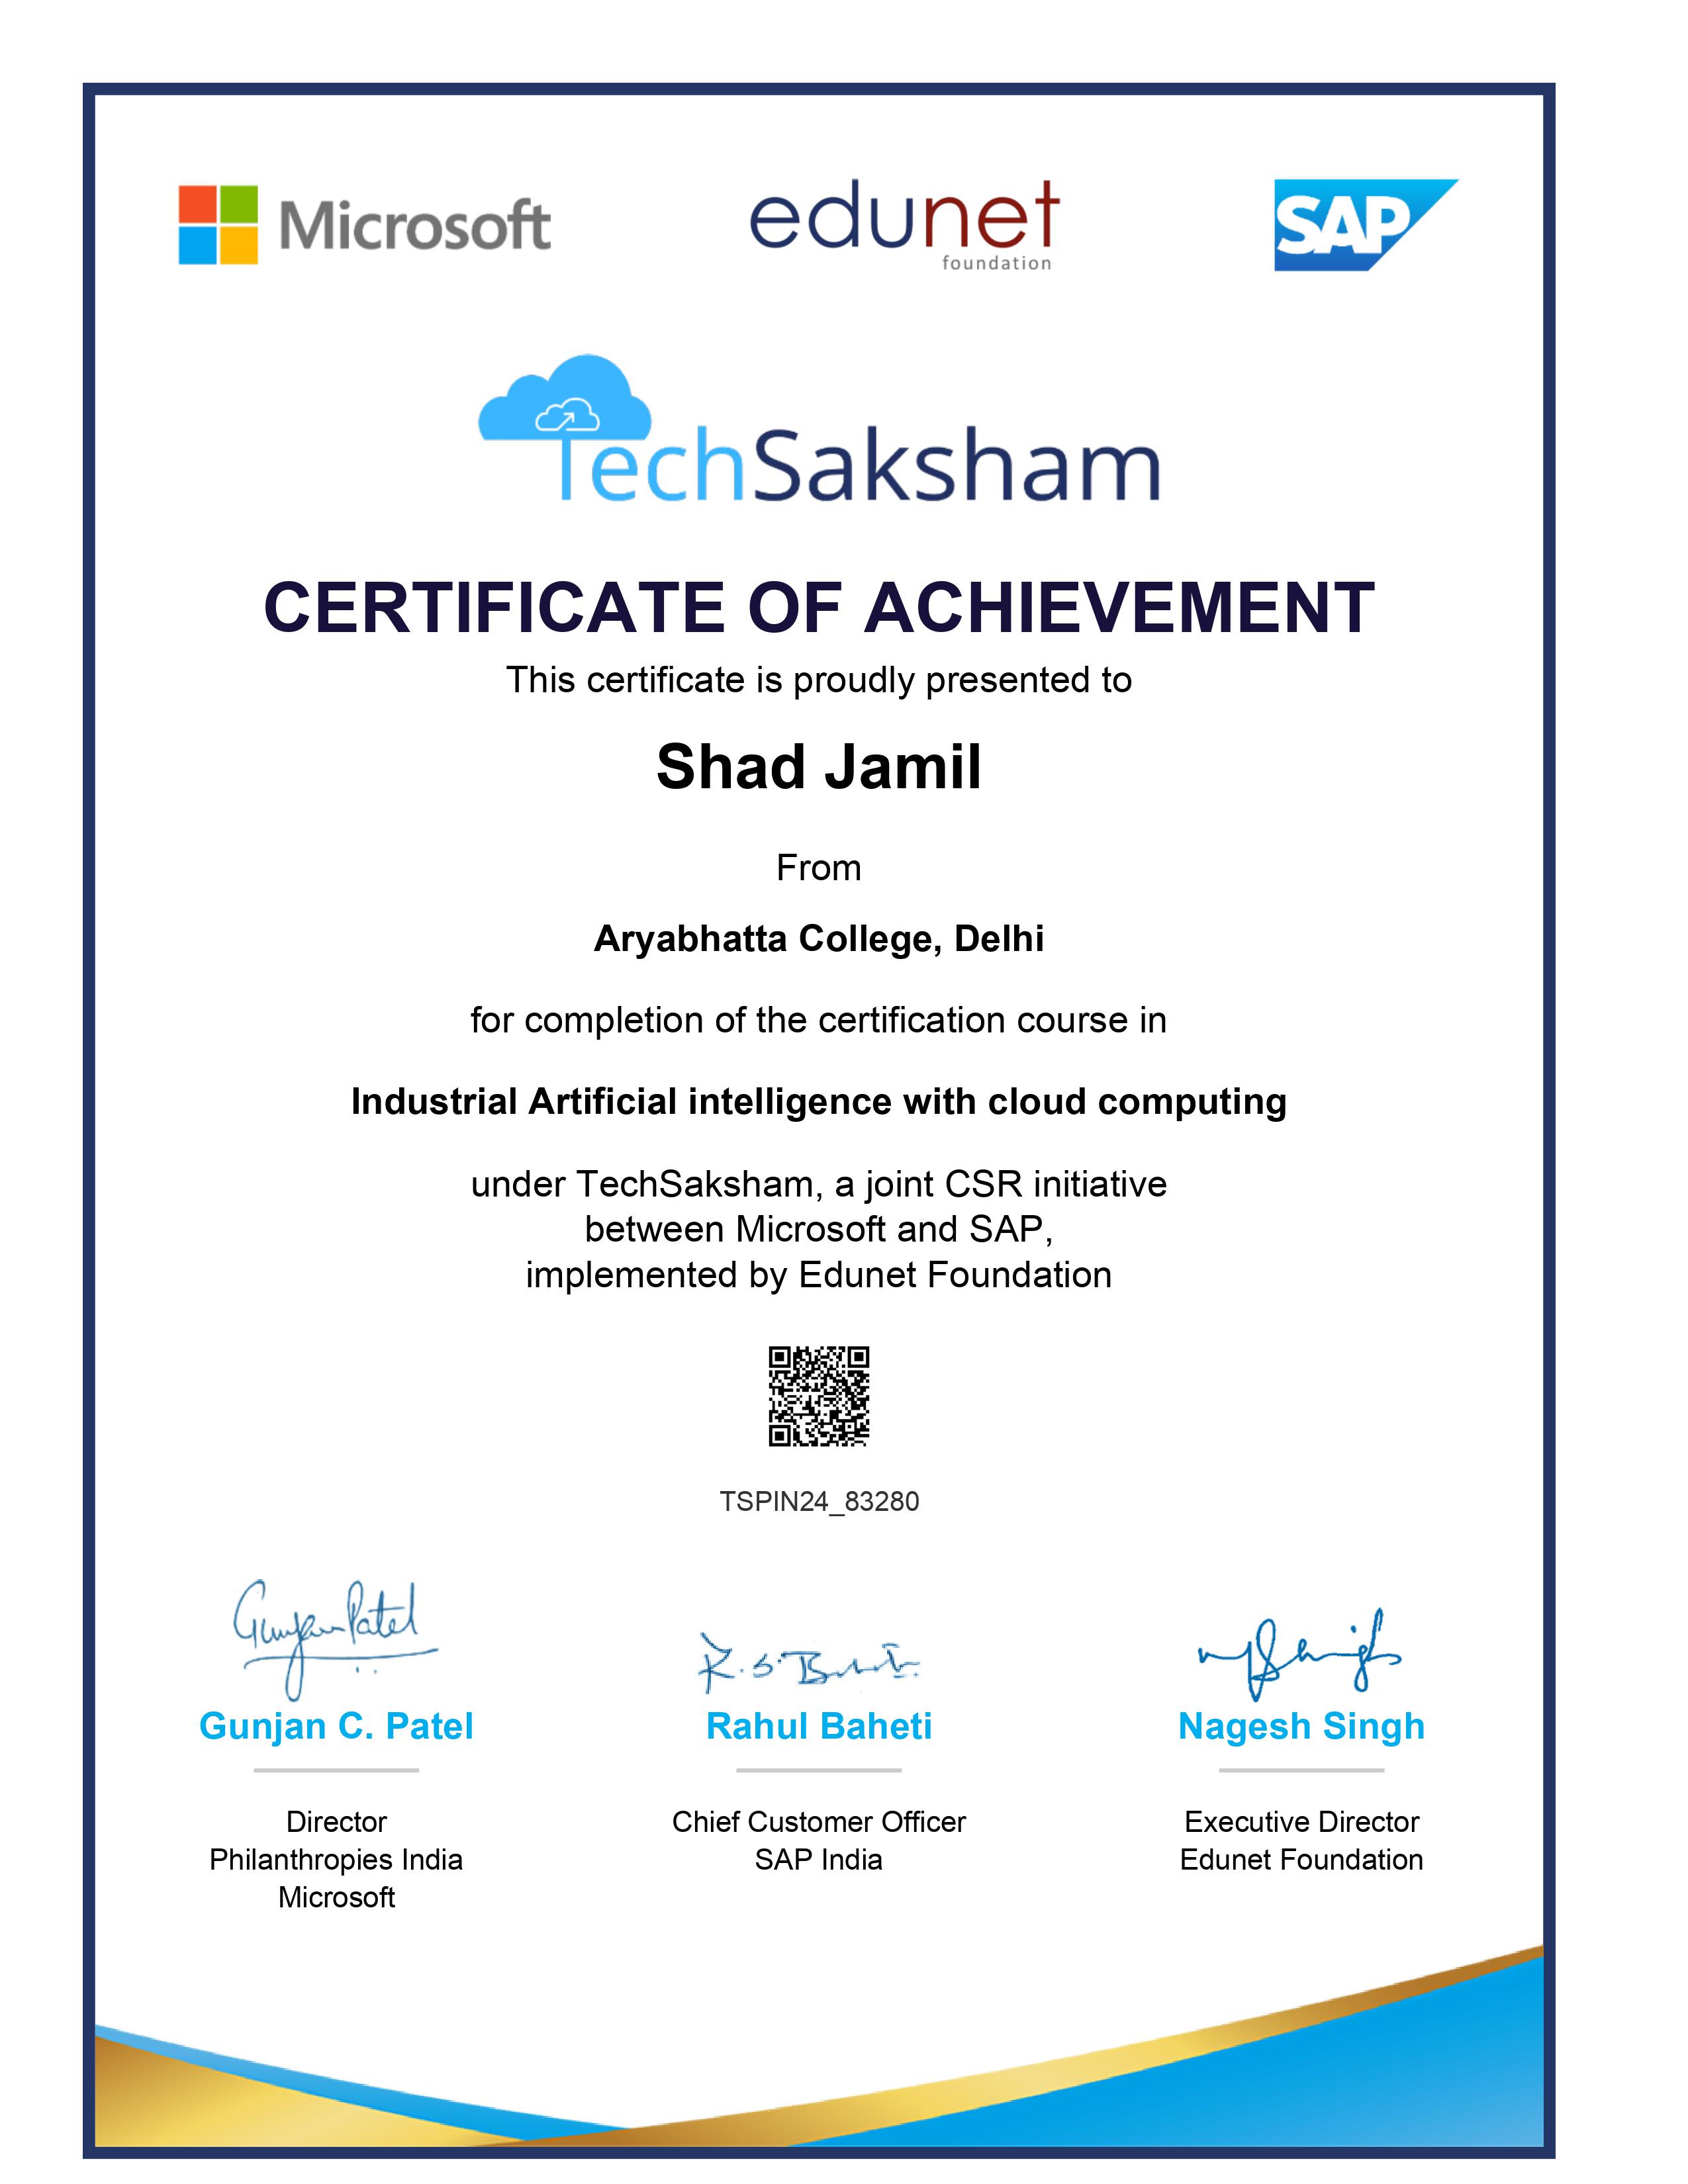 Microsoft
edunet
foundation
SAP
TechSaksham
CERTIFICATE OF ACHIEVEMENT
This certificate is proudly presented to
Shad Jamil
From
Aryabhatta College, Delhi
for completion of the certification course in
Industrial Artificial intelligence with cloud computing
under TechSaksham, a joint CSR initiative
between Microsoft and SAP,
implemented by Edunet Foundation
TSPIN24_83280
Gunjan Patel
Gunjan C. Patel
Director
Philanthropies India
Microsoft
Rahul Baheti
Chief Customer Officer
SAP India
Nagesh Singh
Executive Director
Edunet Foundation